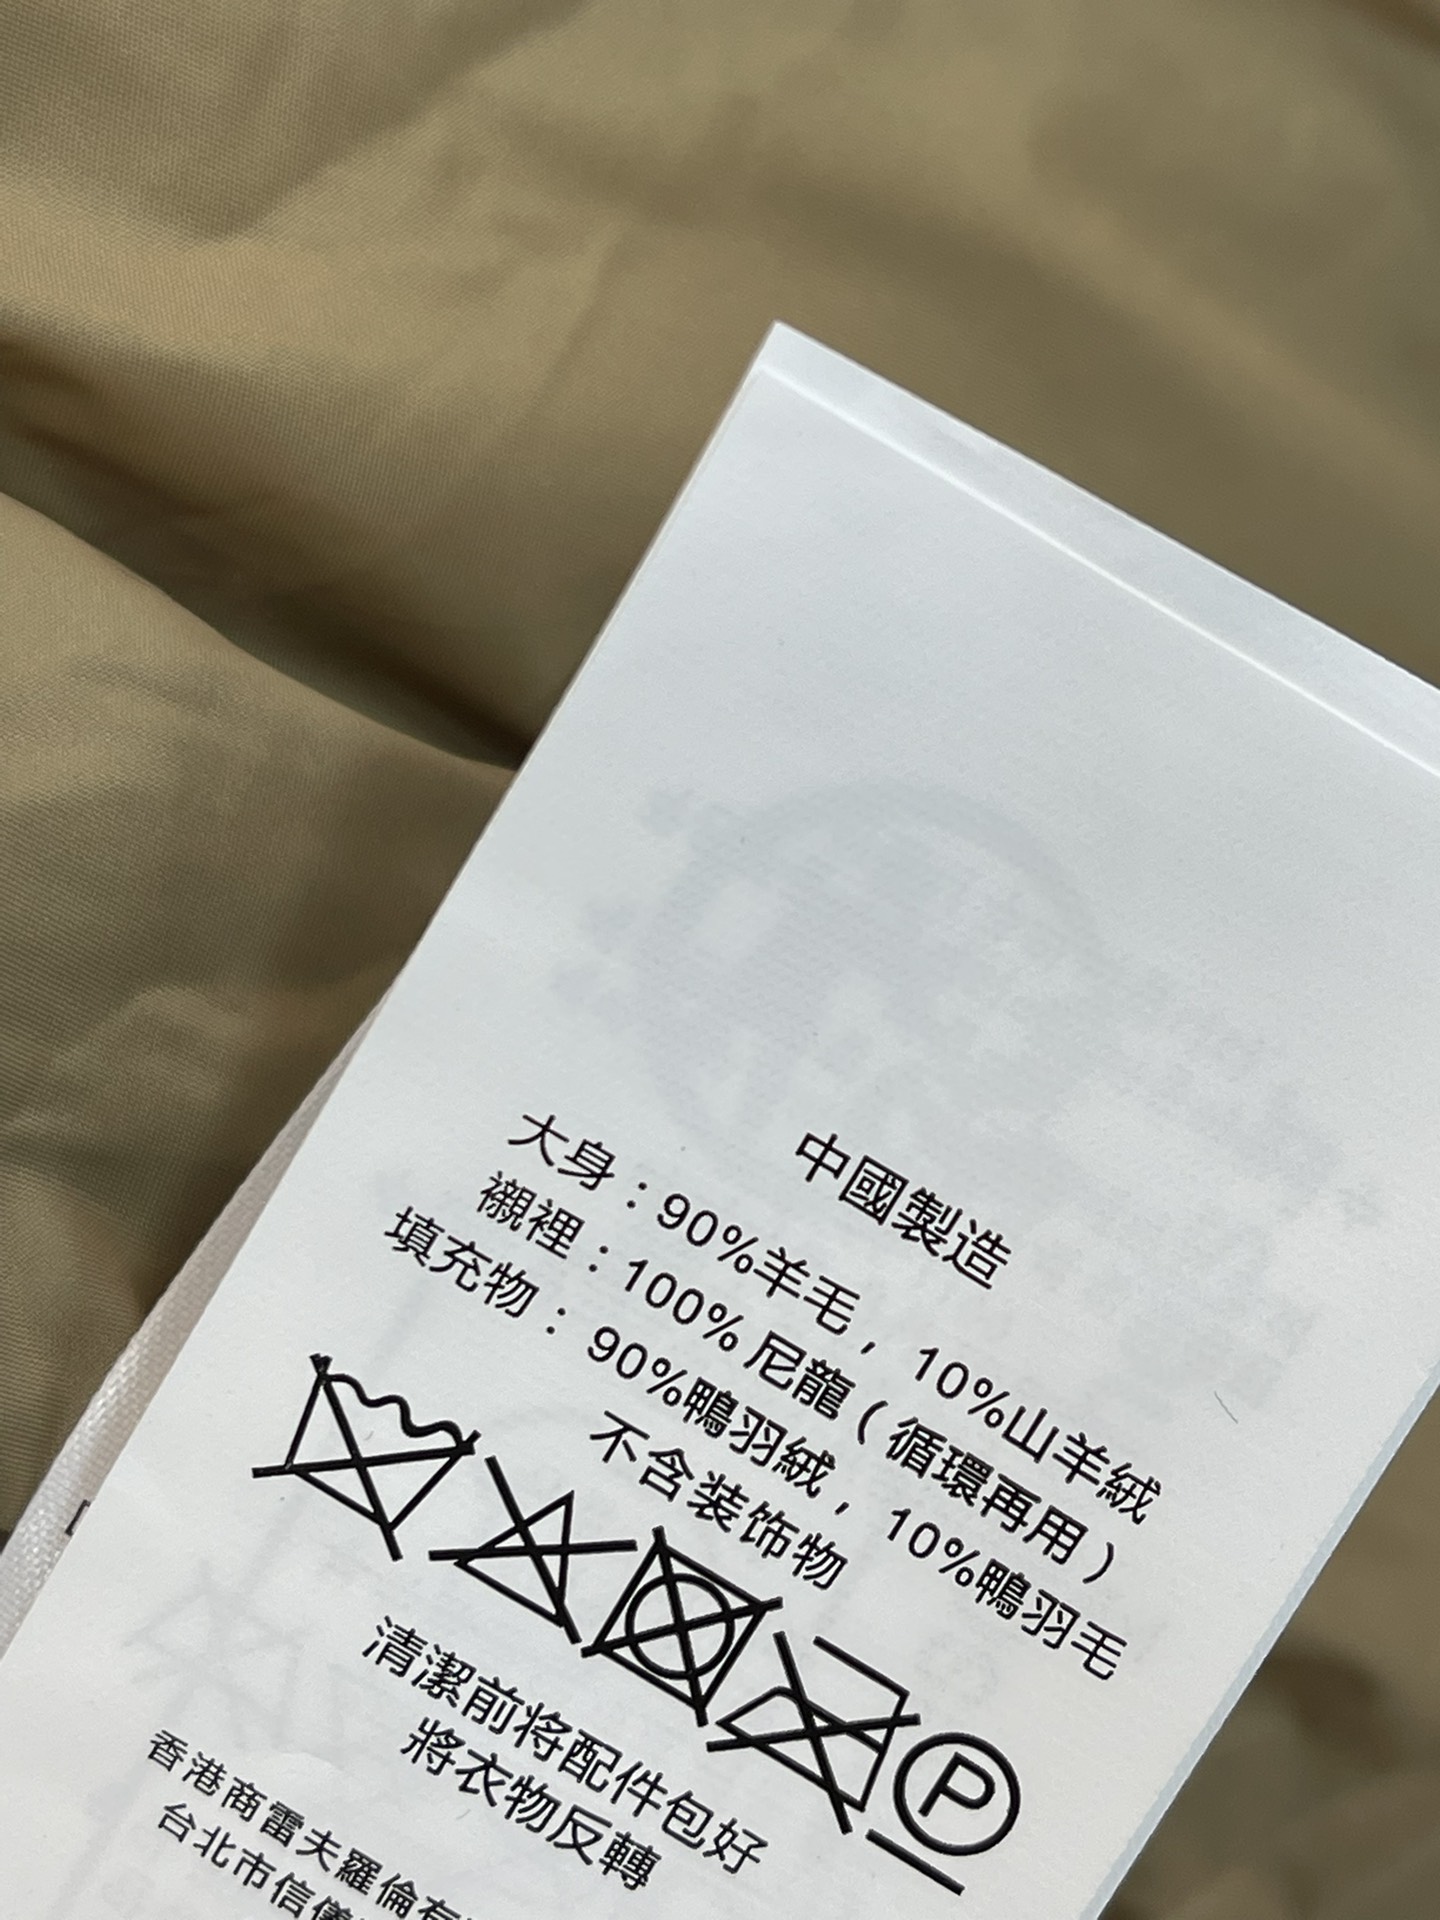 中國製造
大身：90%羊毛，10%山羊絨
襯裡：100%尼龍（循環再用）
填充物：90%鴨羽絨，10%鴨羽毛
不含装饰物
P
清潔前将配件包好
將衣物反轉
香港商雷夫羅倫有
台北市信儀